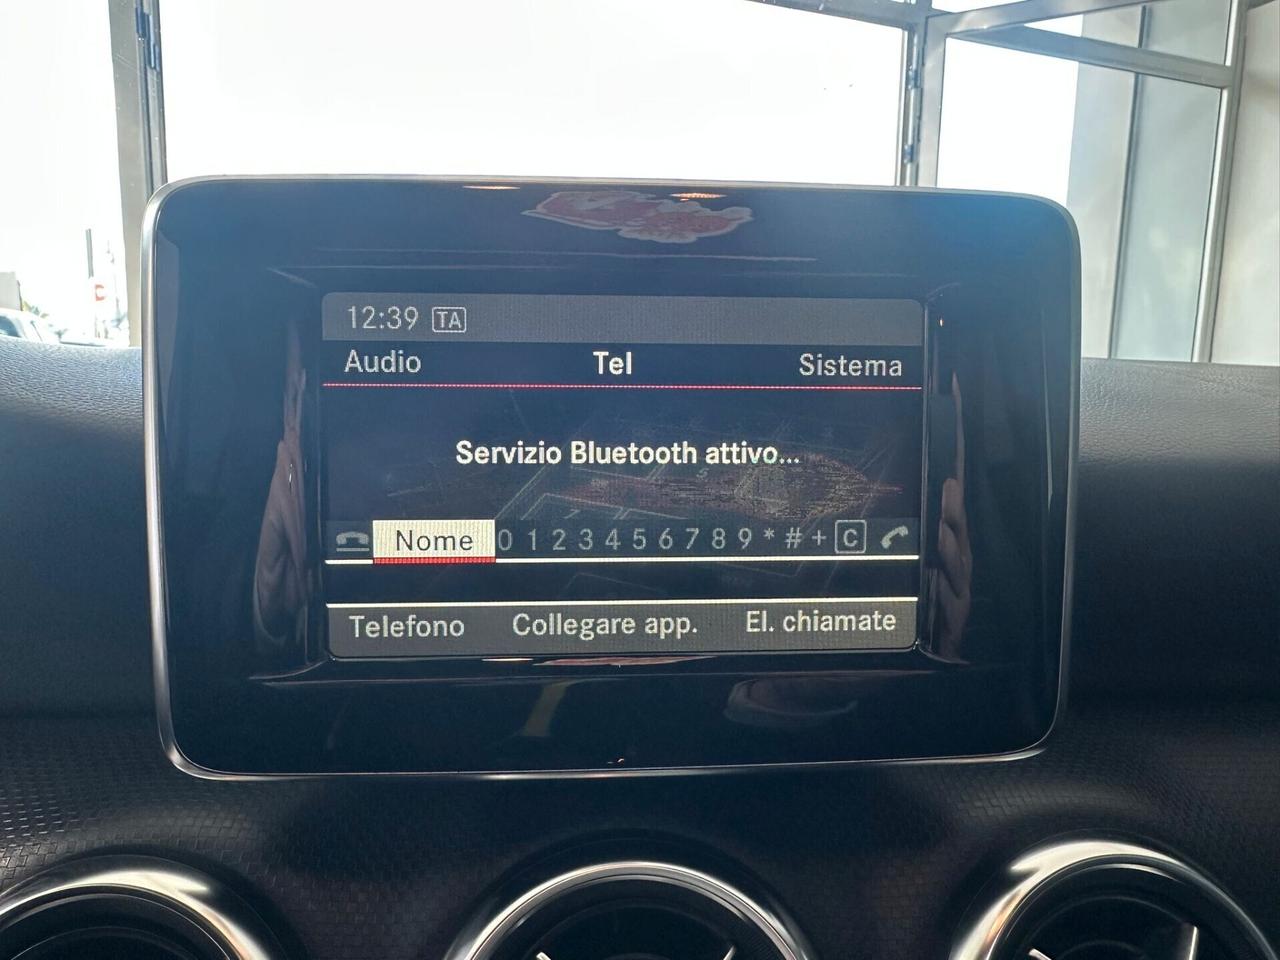 12:39 TA
Audio Tel Sistema
Servizio Bluetooth attivo...
Nome 0 1 2 3 4 5 6 7 8 9 * # + C
Telefono Collegare app. El. chiamate